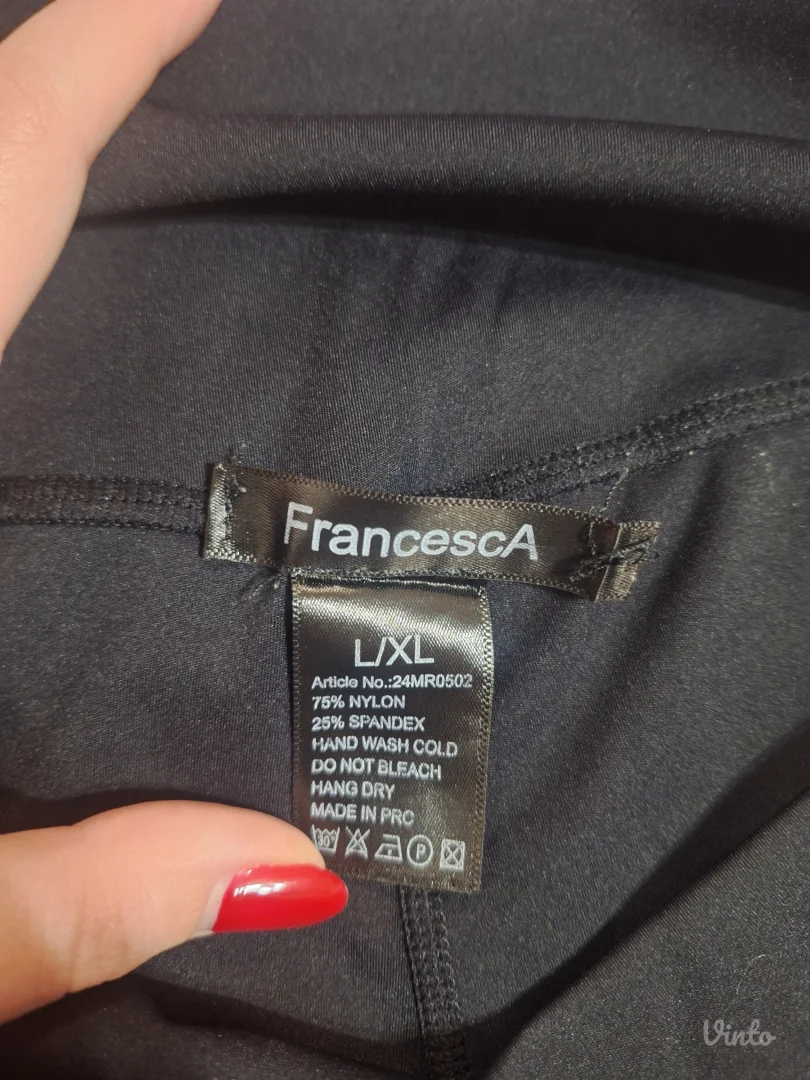 FrancescA
L/XL
Article No.:24MR0502
75% NYLON
25% SPANDEX
HAND WASH COLD
DO NOT BLEACH
HANG DRY
MADE IN PRC
30° P
Vinto